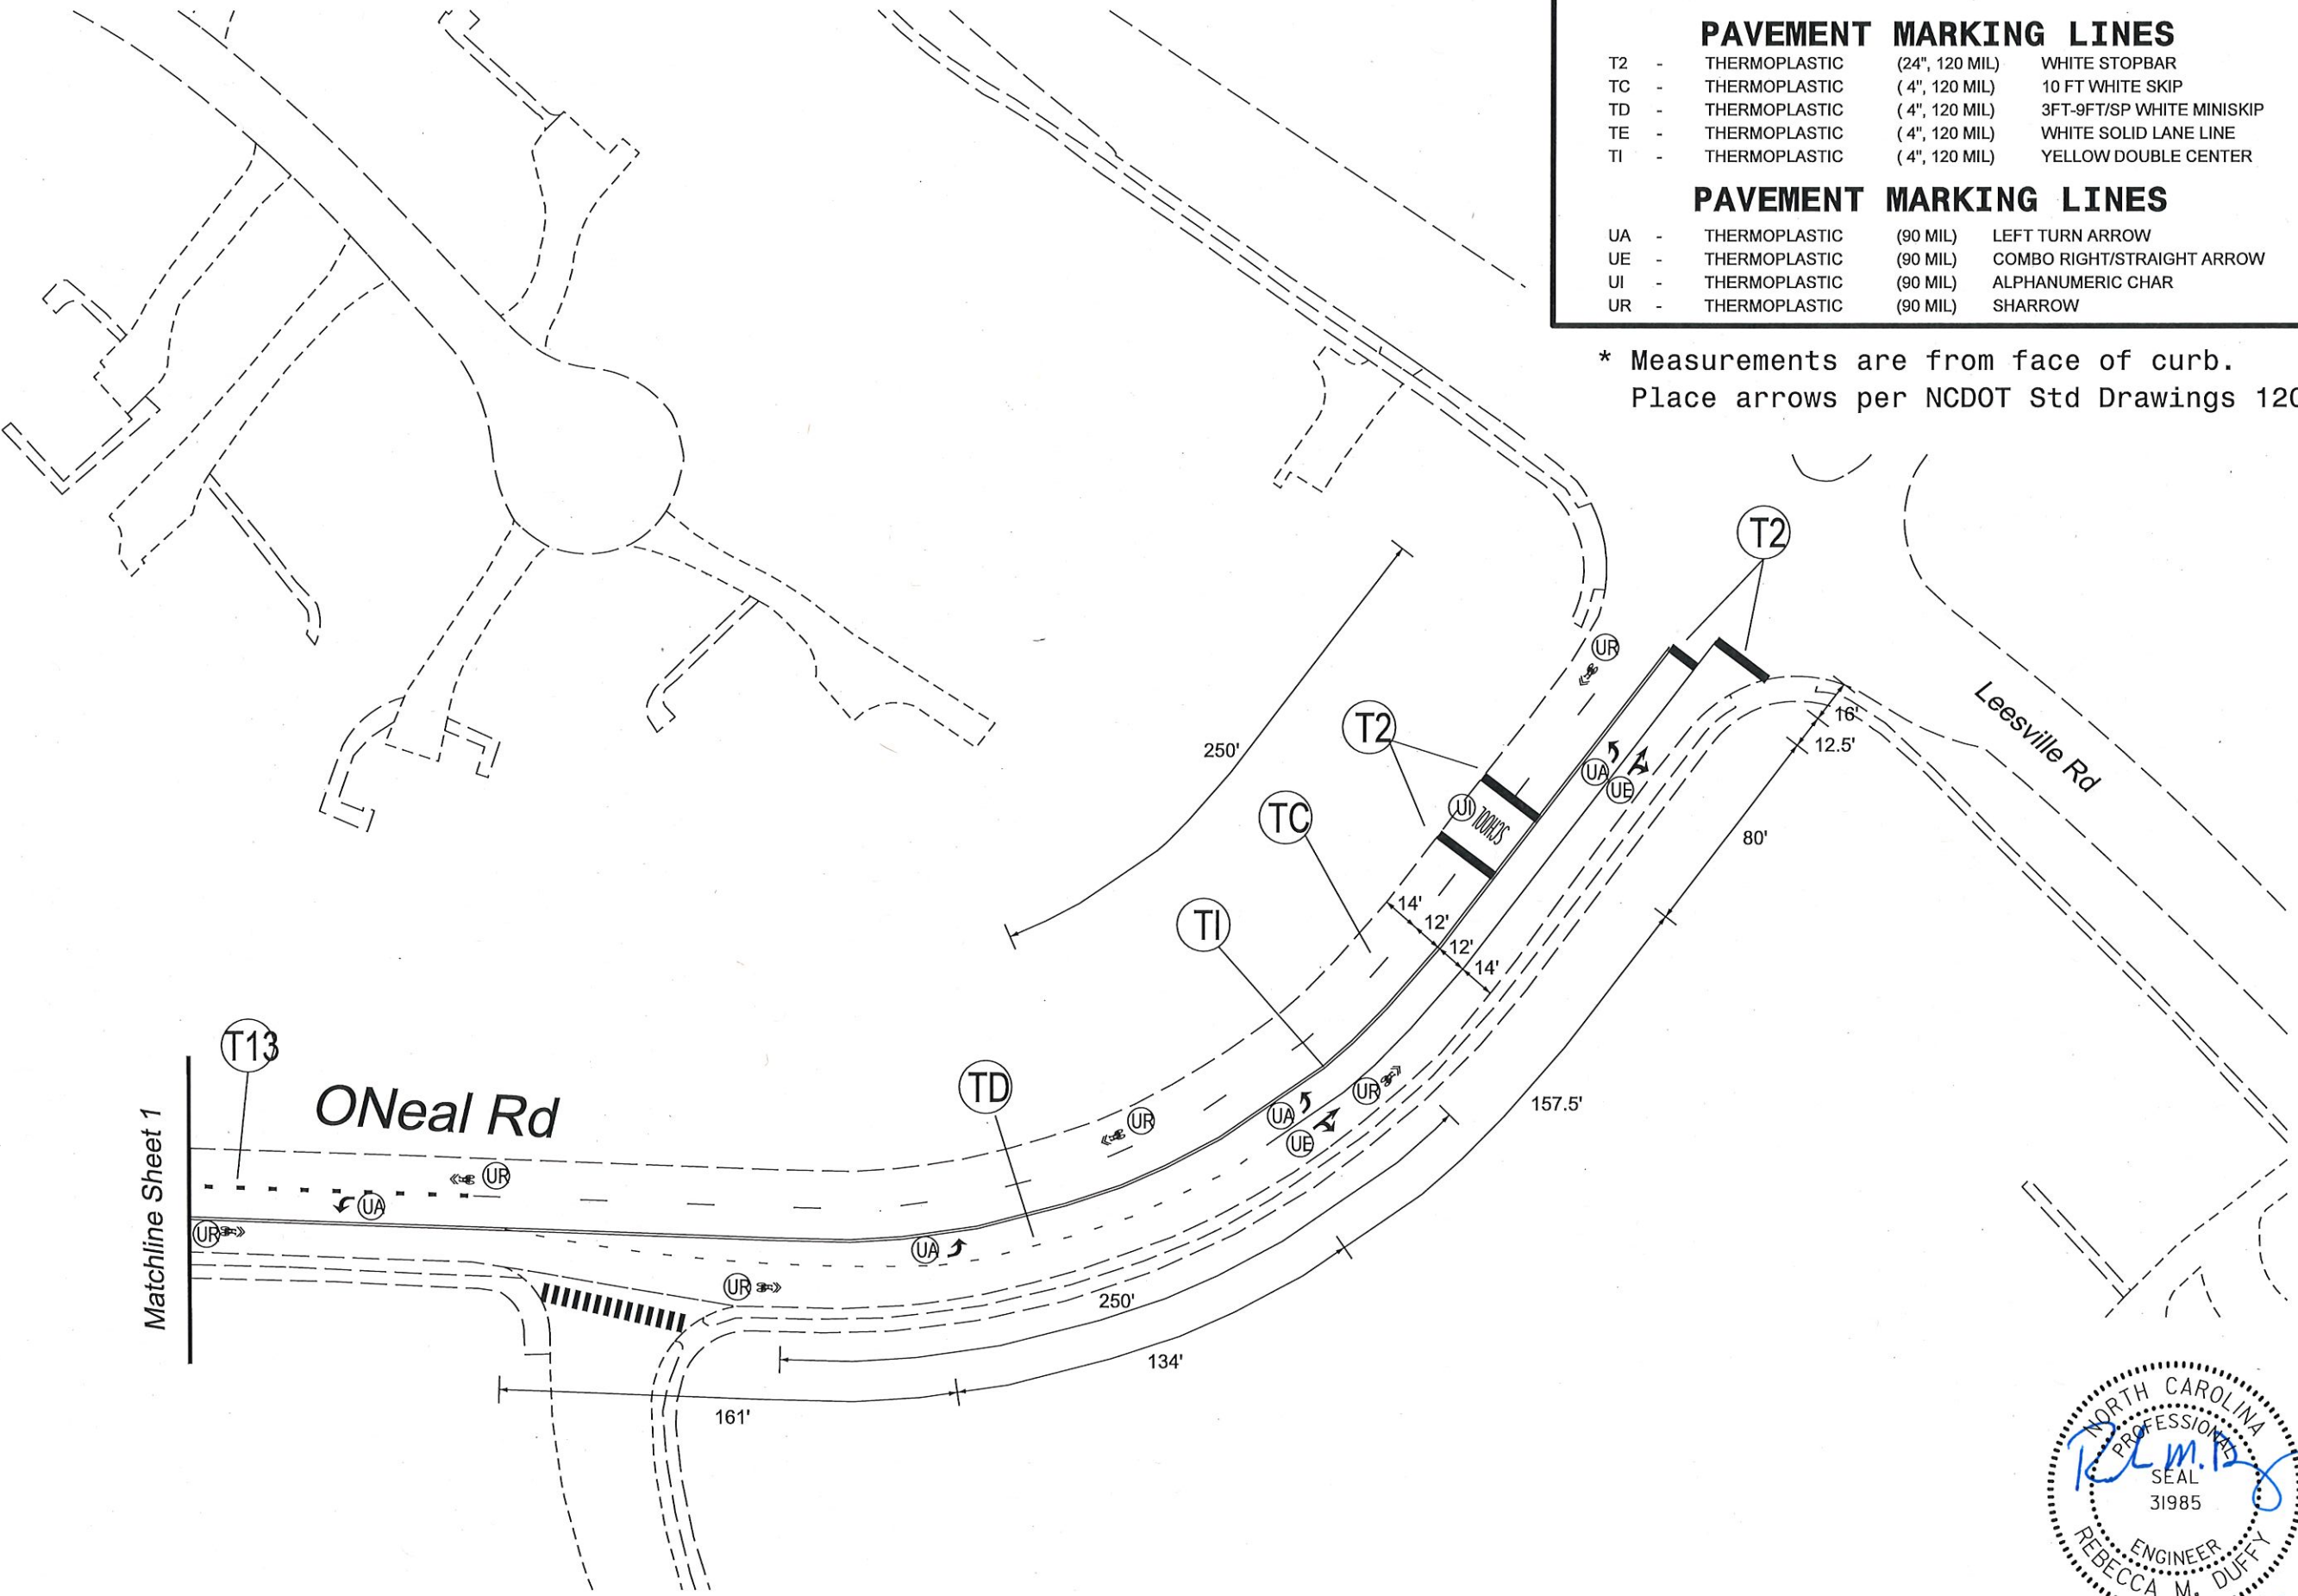 PAVEMENT MARKING LINES
T2 - THERMOPLASTIC (24", 120 MIL) WHITE STOPBAR
TC - THERMOPLASTIC ( 4", 120 MIL) 10 FT WHITE SKIP
TD - THERMOPLASTIC ( 4", 120 MIL) 3FT-9FT/SP WHITE MINISKIP
TE - THERMOPLASTIC ( 4", 120 MIL) WHITE SOLID LANE LINE
TI - THERMOPLASTIC ( 4", 120 MIL) YELLOW DOUBLE CENTER
PAVEMENT MARKING LINES
UA - THERMOPLASTIC (90 MIL) LEFT TURN ARROW
UE - THERMOPLASTIC (90 MIL) COMBO RIGHT/STRAIGHT ARROW
UI - THERMOPLASTIC (90 MIL) ALPHANUMERIC CHAR
UR - THERMOPLASTIC (90 MIL) SHARROW
* Measurements are from face of curb.
Place arrows per NCDOT Std Drawings 120
T2
UR
Leesville Rd
16'
12.5'
T2
250'
UA
UE
UI
SCHOOL
TC
80'
14'
12'
12'
14'
TI
T13
TD
ONeal Rd
Matchline Sheet 1
UR
UA
UE
UR
157.5'
UR
UA
UR
UA
UR
250'
134'
161'
NORTH CAROLINA
PROFESSIONAL
SEAL
31985
ENGINEER
REBECCA M. DUFFY